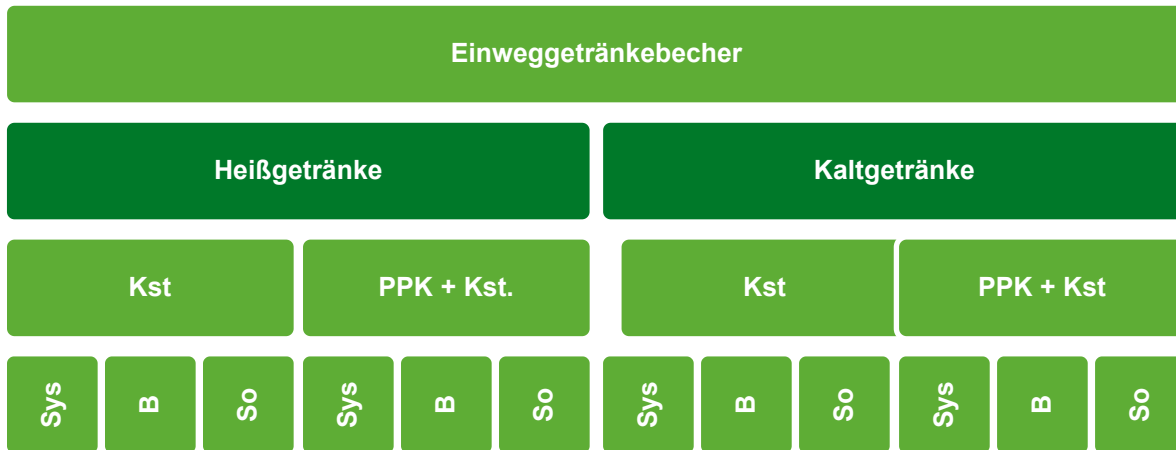 Einweggetränkebecher
Heißgetränke Kaltgetränke
Kst PPK + Kst. Kst PPK + Kst
Sys B So Sys B So Sys B So Sys B So